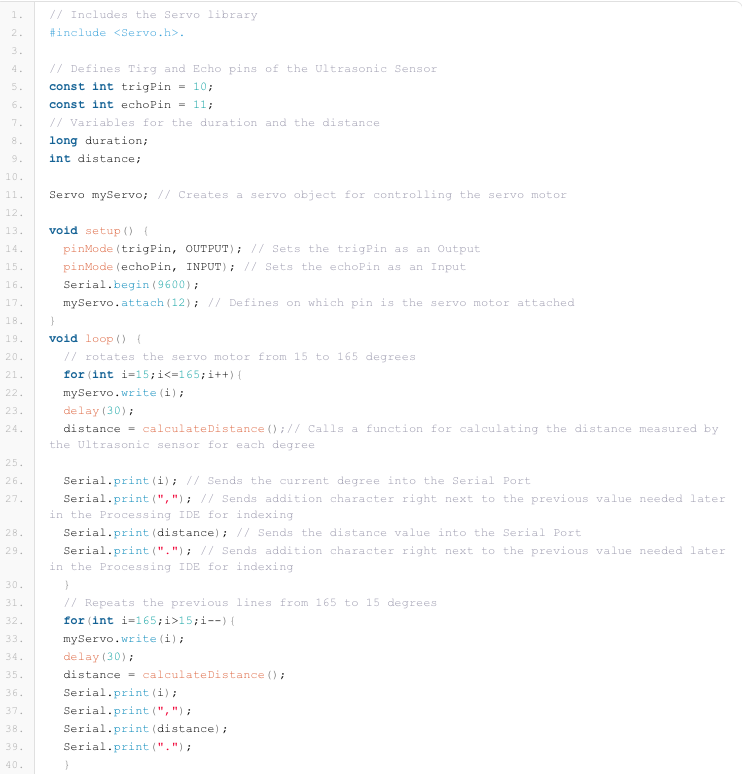 1. // Includes the Servo library
2. #include <Servo.h>.
3.
4. // Defines Tirg and Echo pins of the Ultrasonic Sensor
5. const int trigPin = 10;
6. const int echoPin = 11;
7. // Variables for the duration and the distance
8. long duration;
9. int distance;
10.
11. Servo myServo; // Creates a servo object for controlling the servo motor
12.
13. void setup() {
14.   pinMode(trigPin, OUTPUT); // Sets the trigPin as an Output
15.   pinMode(echoPin, INPUT); // Sets the echoPin as an Input
16.   Serial.begin(9600);
17.   myServo.attach(12); // Defines on which pin is the servo motor attached
18. }
19. void loop() {
20.   // rotates the servo motor from 15 to 165 degrees
21.   for(int i=15;i<=165;i++){
22.   myServo.write(i);
23.   delay(30);
24.   distance = calculateDistance();// Calls a function for calculating the distance measured by
the Ultrasonic sensor for each degree
25.
26.   Serial.print(i); // Sends the current degree into the Serial Port
27.   Serial.print(","); // Sends addition character right next to the previous value needed later
in the Processing IDE for indexing
28.   Serial.print(distance); // Sends the distance value into the Serial Port
29.   Serial.print("."); // Sends addition character right next to the previous value needed later
in the Processing IDE for indexing
30.   }
31.   // Repeats the previous lines from 165 to 15 degrees
32.   for(int i=165;i>15;i--){
33.   myServo.write(i);
34.   delay(30);
35.   distance = calculateDistance();
36.   Serial.print(i);
37.   Serial.print(",");
38.   Serial.print(distance);
39.   Serial.print(".");
40.   }